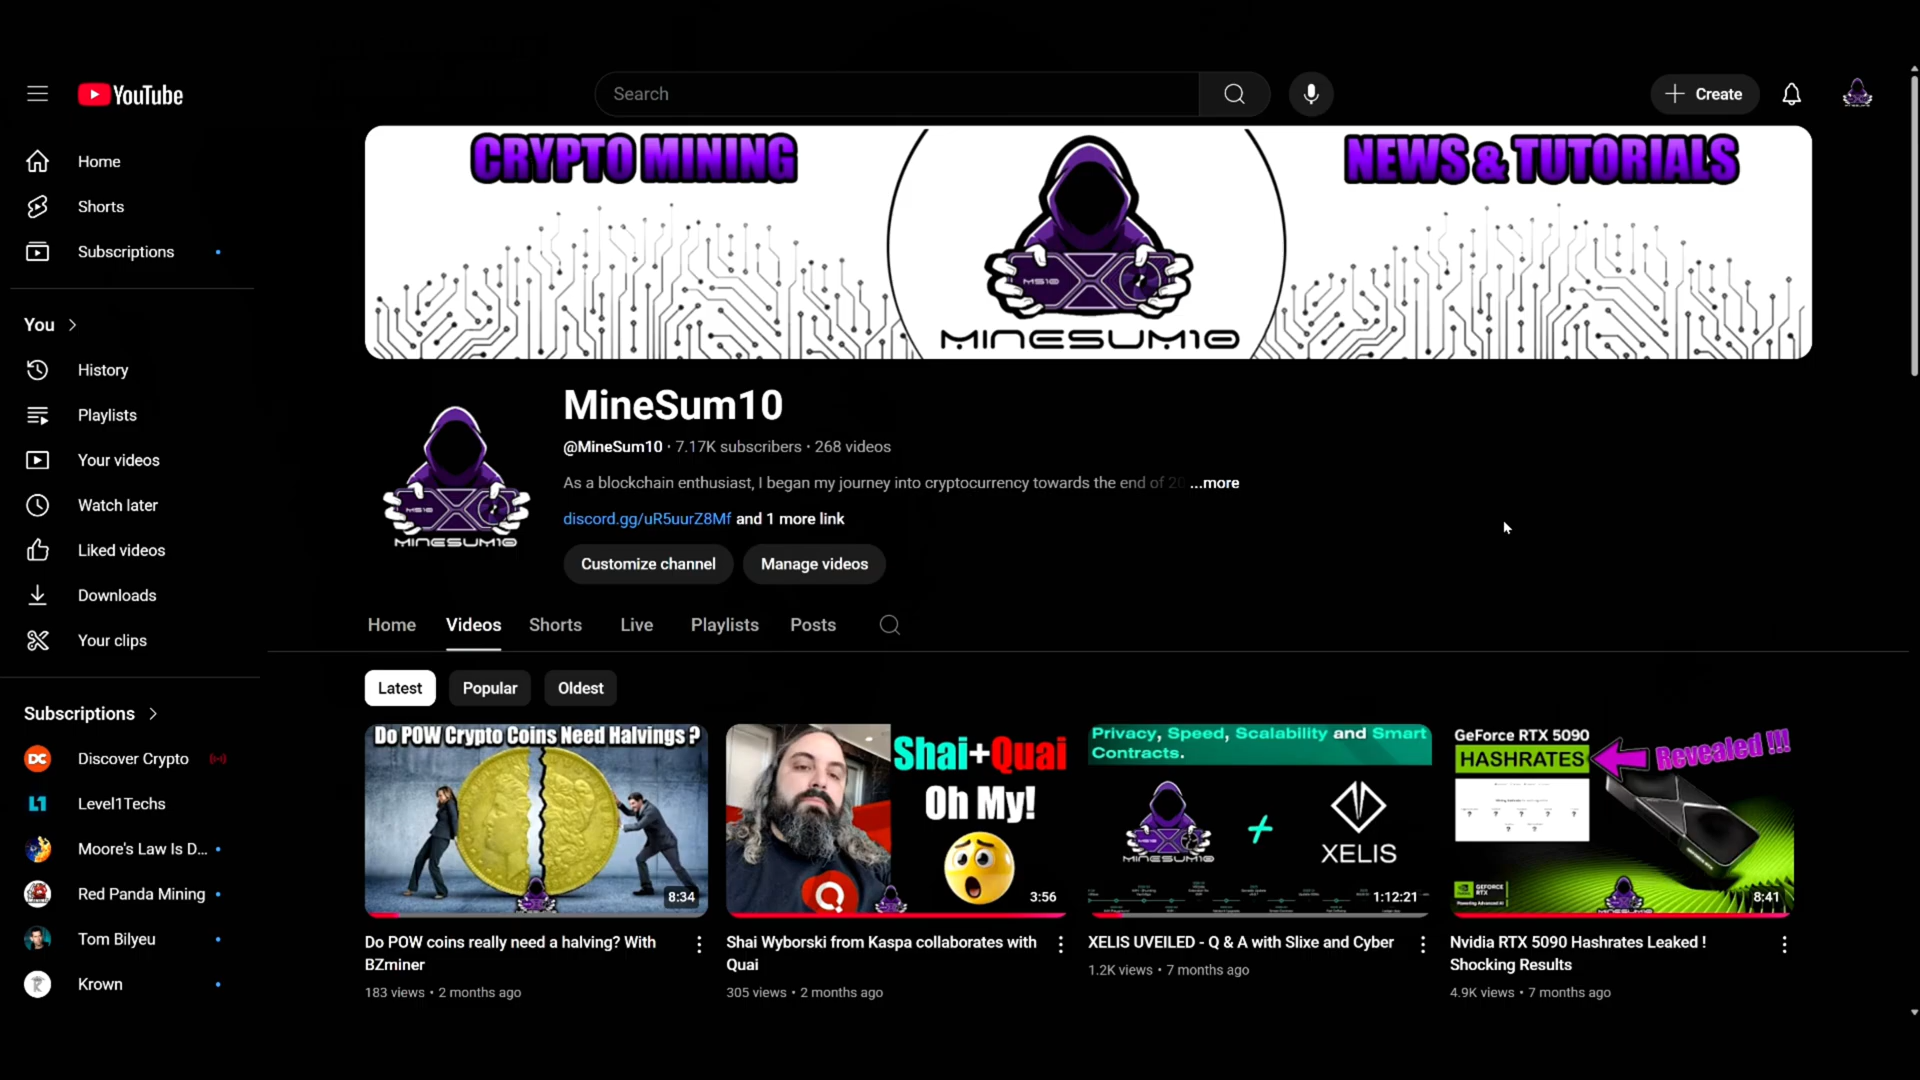 YouTube
Search
Create
Home
Shorts
Subscriptions
You
History
Playlists
Your videos
Watch later
Liked videos
Downloads
Your clips
Subscriptions
Discover Crypto
Level1Techs
Moore's Law Is D...
Red Panda Mining
Tom Bilyeu
Krown
CRYPTO MINING
NEWS & TUTORIALS
MS10
MINESUM10
MS10
MINESUM10
MineSum10
@MineSum10 · 7.17K subscribers · 268 videos
As a blockchain enthusiast, I began my journey into cryptocurrency towards the end of 20 ...more
discord.gg/uR5uurZ8Mf and 1 more link
Customize channel
Manage videos
Home
Videos
Shorts
Live
Playlists
Posts
Latest
Popular
Oldest
Do POW Crypto Coins Need Halvings ?
8:34
Do POW coins really need a halving? With
BZminer
183 views • 2 months ago
Shai+Quai
Oh My!
3:56
Shai Wyborski from Kaspa collaborates with
Quai
305 views • 2 months ago
Privacy, Speed, Scalability and Smart
Contracts.
MINESUM10
+
XELIS
1:12:21
XELIS UVEILED - Q & A with Slixe and Cyber
1.2K views • 7 months ago
GeForce RTX 5090
HASHRATES
Revealed !!!
GEFORCE
RTX
8:41
Nvidia RTX 5090 Hashrates Leaked !
Shocking Results
4.9K views • 7 months ago